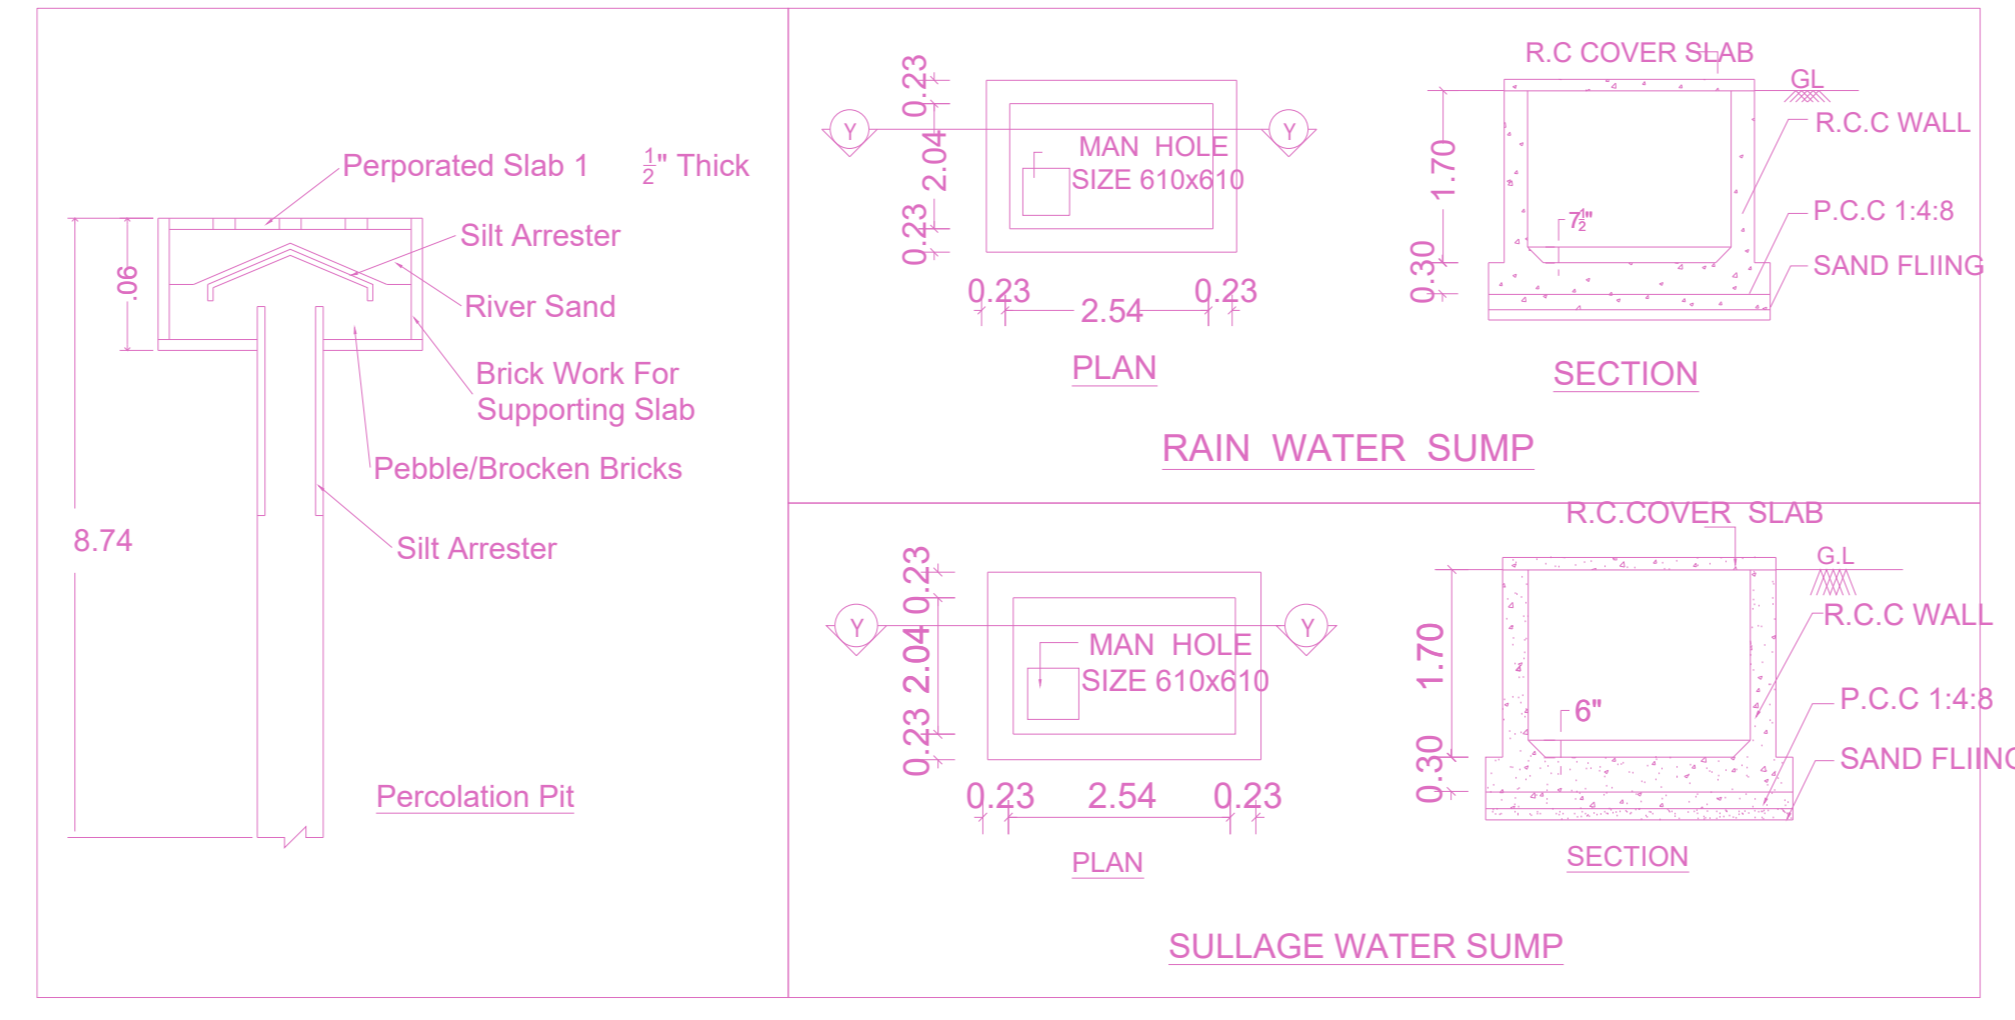 Perporated Slab 1 ½" Thick
Silt Arrester
.06
River Sand
Brick Work For
Supporting Slab
Pebble/Brocken Bricks
8.74
Silt Arrester
Percolation Pit
0.23
2.04
0.23
Y
Y
MAN HOLE
SIZE 610x610
0.23
2.54
0.23
PLAN
R.C COVER SLAB
GL
R.C.C WALL
1.70
P.C.C 1:4:8
7½"
0.30
SAND FLIING
SECTION
RAIN WATER SUMP
0.23
2.04
0.23
Y
Y
MAN HOLE
SIZE 610x610
0.23
2.54
0.23
PLAN
R.C.COVER SLAB
G.L
R.C.C WALL
1.70
P.C.C 1:4:8
6"
0.30
SAND FLIING
SECTION
SULLAGE WATER SUMP